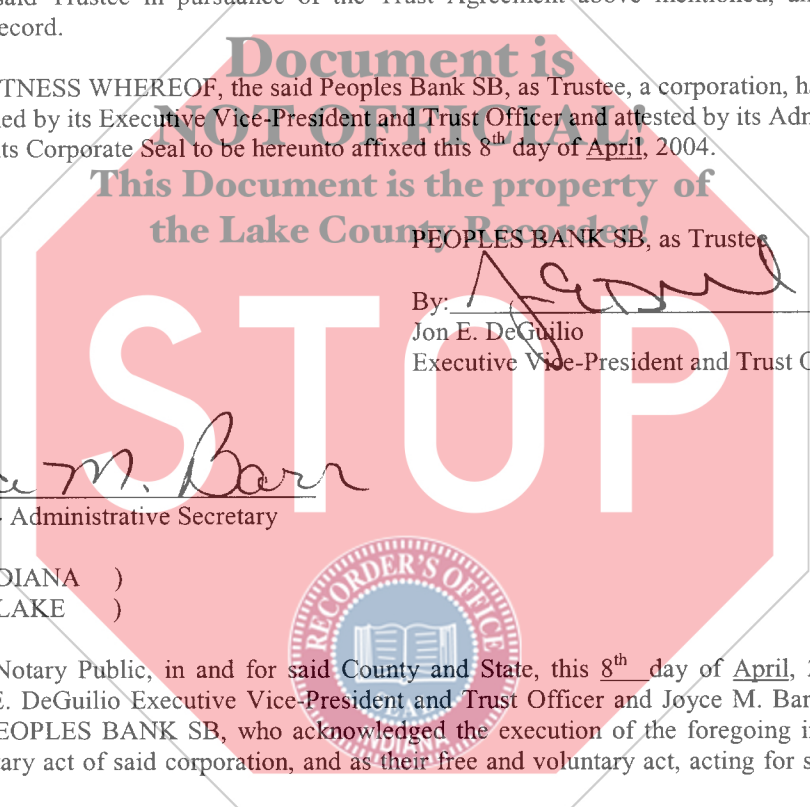 said Trustee in pursuance of the Trust Agreement above mentioned, an
ecord.
Document is
TNESS WHEREOF, the said Peoples Bank SB, as Trustee, a corporation, ha
ed by its Executive Vice-President and Trust Officer and attested by its Adm
NOT OFFICIAL!
ts Corporate Seal to be hereunto affixed this 8th day of April, 2004.
This Document is the property of
the Lake County Recorder!
PEOPLES BANK SB, as Trustee
By:
Jon E. DeGuilio
Executive Vice-President and Trust O
STOP
M. Barr
- Administrative Secretary
DIANA )
LAKE )
RECORDER'S OFFICE
INDIANA
Notary Public, in and for said County and State, this 8th day of April, 2
E. DeGuilio Executive Vice-President and Trust Officer and Joyce M. Bar
PEOPLES BANK SB, who acknowledged the execution of the foregoing i
tary act of said corporation, and as their free and voluntary act, acting for s